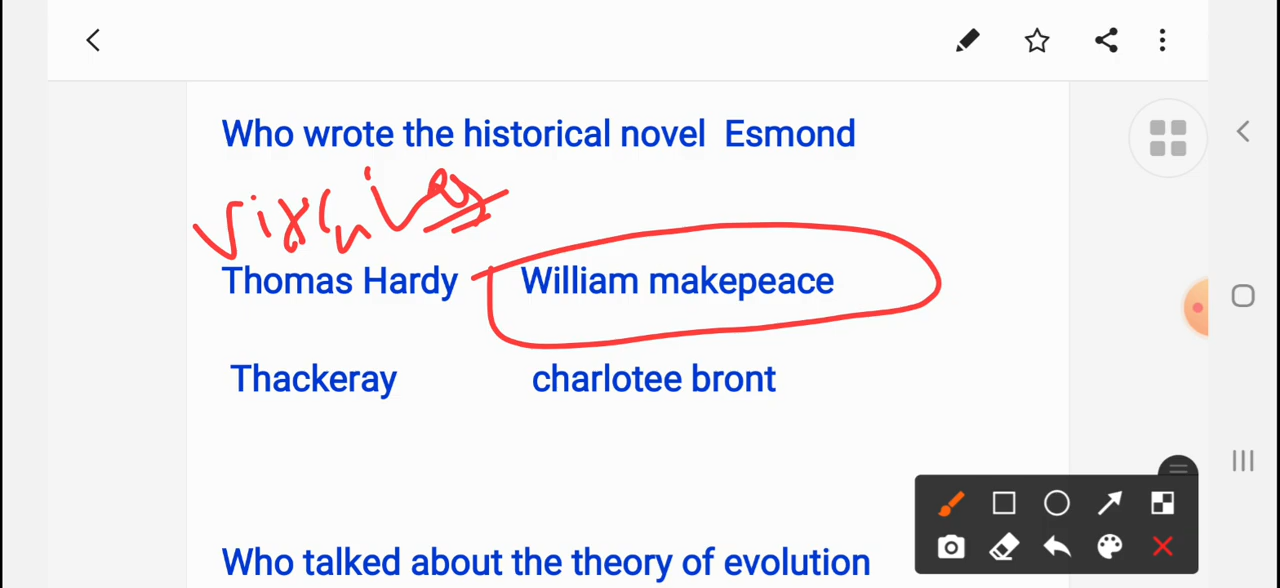 Who wrote the historical novel Esmond
Thomas Hardy William makepeace
Thackeray charlotee bront
Who talked about the theory of evolution